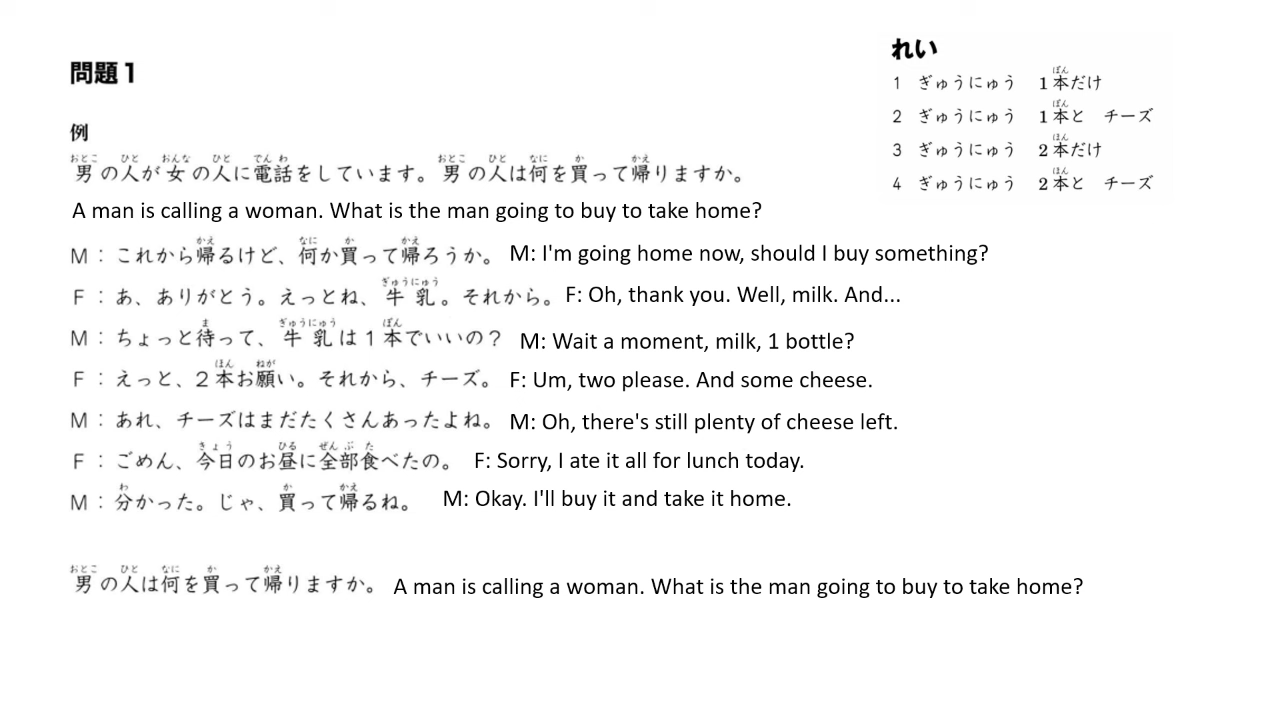 問題1
例
男の人が女の人に電話をしています。男の人は何を買って帰りますか。
A man is calling a woman. What is the man going to buy to take home?
M：これから帰るけど、何か買って帰ろうか。 M: I'm going home now, should I buy something?
F：あ、ありがとう。えっとね、牛乳。それから。 F: Oh, thank you. Well, milk. And...
M：ちょっと待って、牛乳は1本でいいの？ M: Wait a moment, milk, 1 bottle?
F：えっと、2本お願い。それから、チーズ。 F: Um, two please. And some cheese.
M：あれ、チーズはまだたくさんあったよね。 M: Oh, there's still plenty of cheese left.
F：ごめん、今日のお昼に全部食べたの。 F: Sorry, I ate it all for lunch today.
M：分かった。じゃ、買って帰るね。 M: Okay. I'll buy it and take it home.
男の人は何を買って帰りますか。 A man is calling a woman. What is the man going to buy to take home?
れい
1 ぎゅうにゅう 1本だけ
2 ぎゅうにゅう 1本と チーズ
3 ぎゅうにゅう 2本だけ
4 ぎゅうにゅう 2本と チーズ